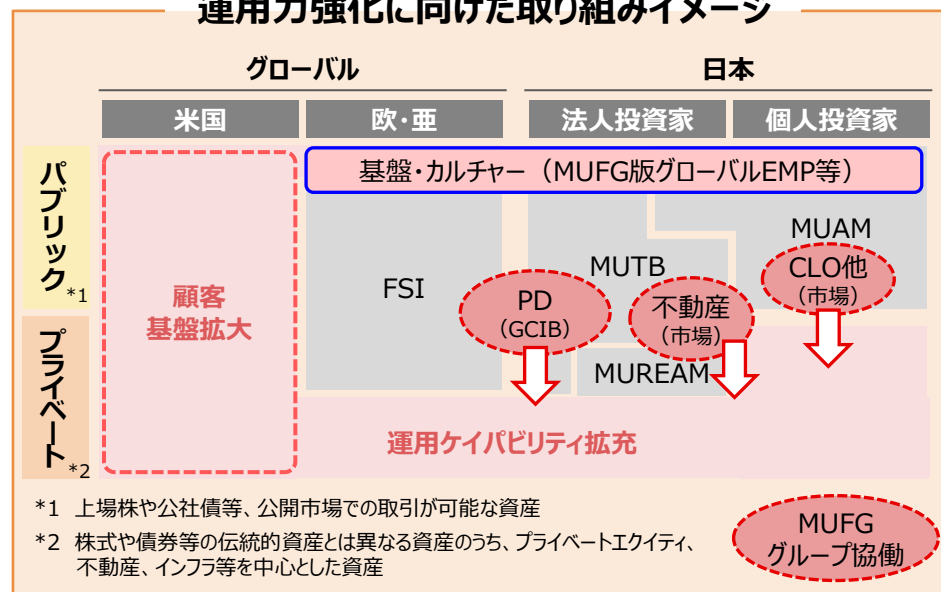 運用力強化に向けた取り組みイメージ
グローバル
日本
米国
欧・亜
法人投資家
個人投資家
パブリック
*1
プライベート
*2
基盤・カルチャー（MUFG版グローバルEMP等）
顧客
基盤拡大
FSI
MUTB
MUAM
PD
（GCIB）
不動産
（市場）
CLO他
（市場）
MUREAM
運用ケイパビリティ拡充
*1 上場株や公社債等、公開市場での取引が可能な資産
*2 株式や債券等の伝統的資産とは異なる資産のうち、プライベートエクイティ、
不動産、インフラ等を中心とした資産
MUFG
グループ協働